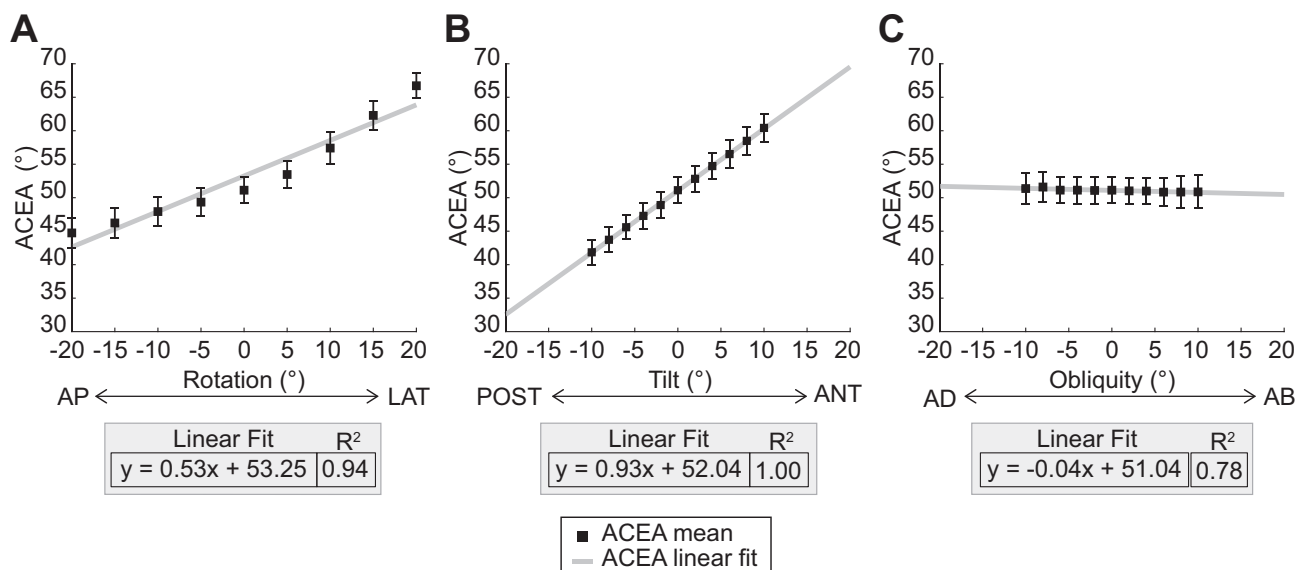 A
B
C
70
65
60
55
50
45
40
35
30
ACEA (°)
-20 -15 -10 -5 0 5 10 15 20
Rotation (°)
AP LAT
70
65
60
55
50
45
40
35
30
ACEA (°)
-20 -15 -10 -5 0 5 10 15 20
Tilt (°)
POST ANT
70
65
60
55
50
45
40
35
30
ACEA (°)
-20 -15 -10 -5 0 5 10 15 20
Obliquity (°)
AD AB
Linear Fit R²
y = 0.53x + 53.25 0.94
Linear Fit R²
y = 0.93x + 52.04 1.00
Linear Fit R²
y = -0.04x + 51.04 0.78
ACEA mean
ACEA linear fit